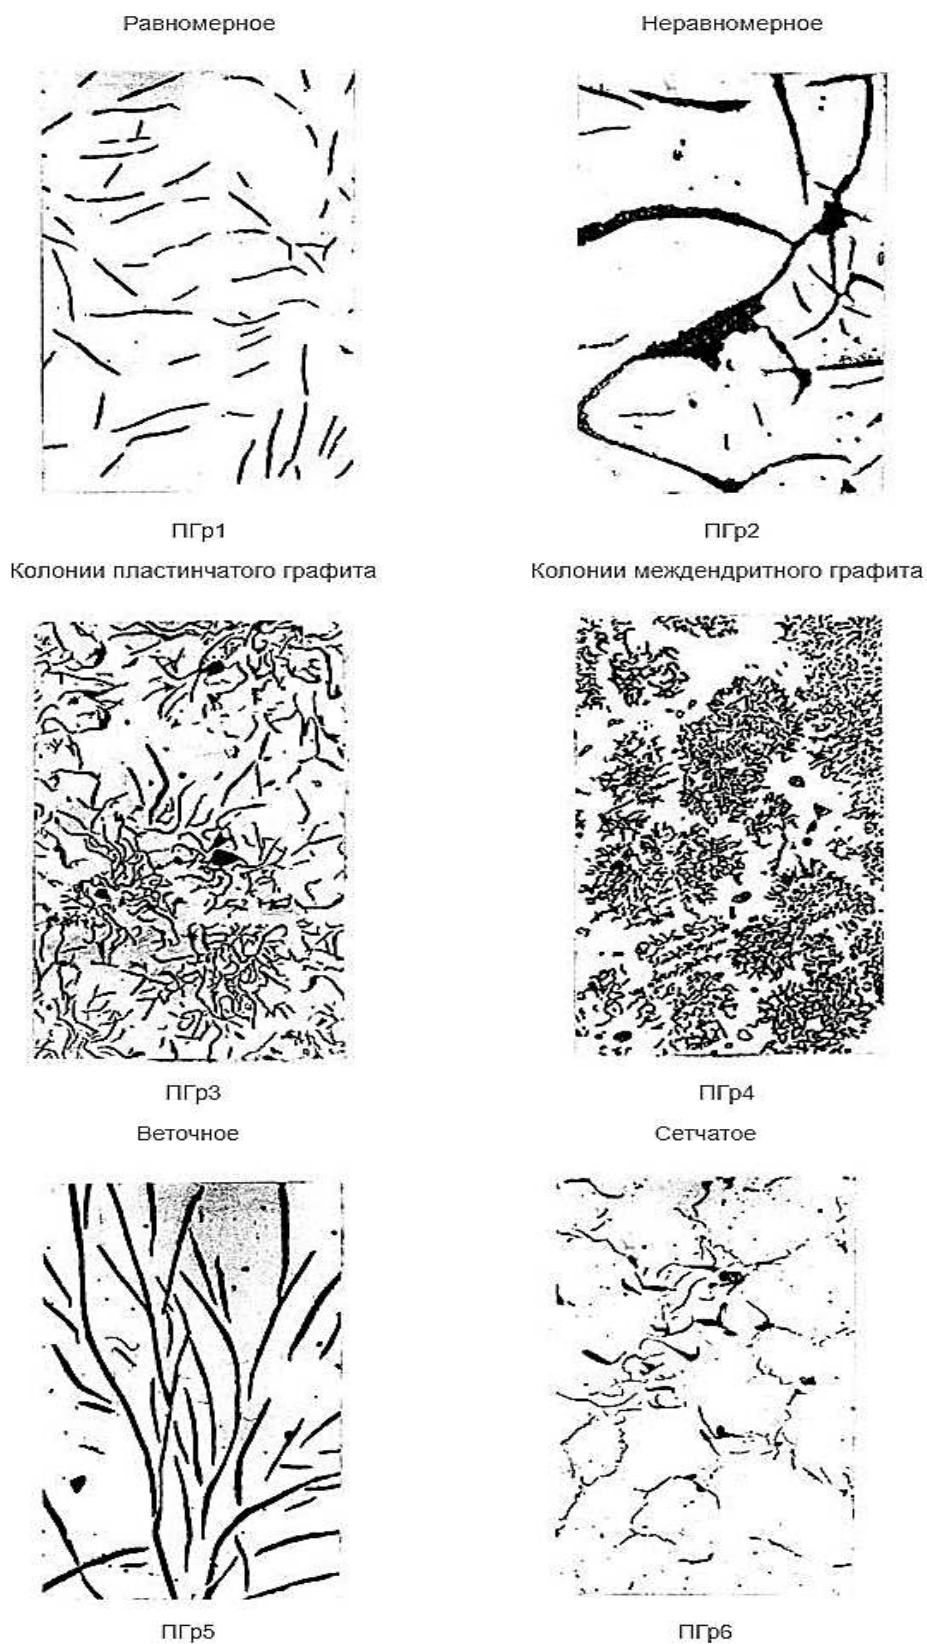 Равномерное
Неравномерное
ПГр1
ПГр2
Колонии пластинчатого графита
Колонии междендритного графита
ПГр3
ПГр4
Веточное
Сетчатое
ПГр5
ПГр6